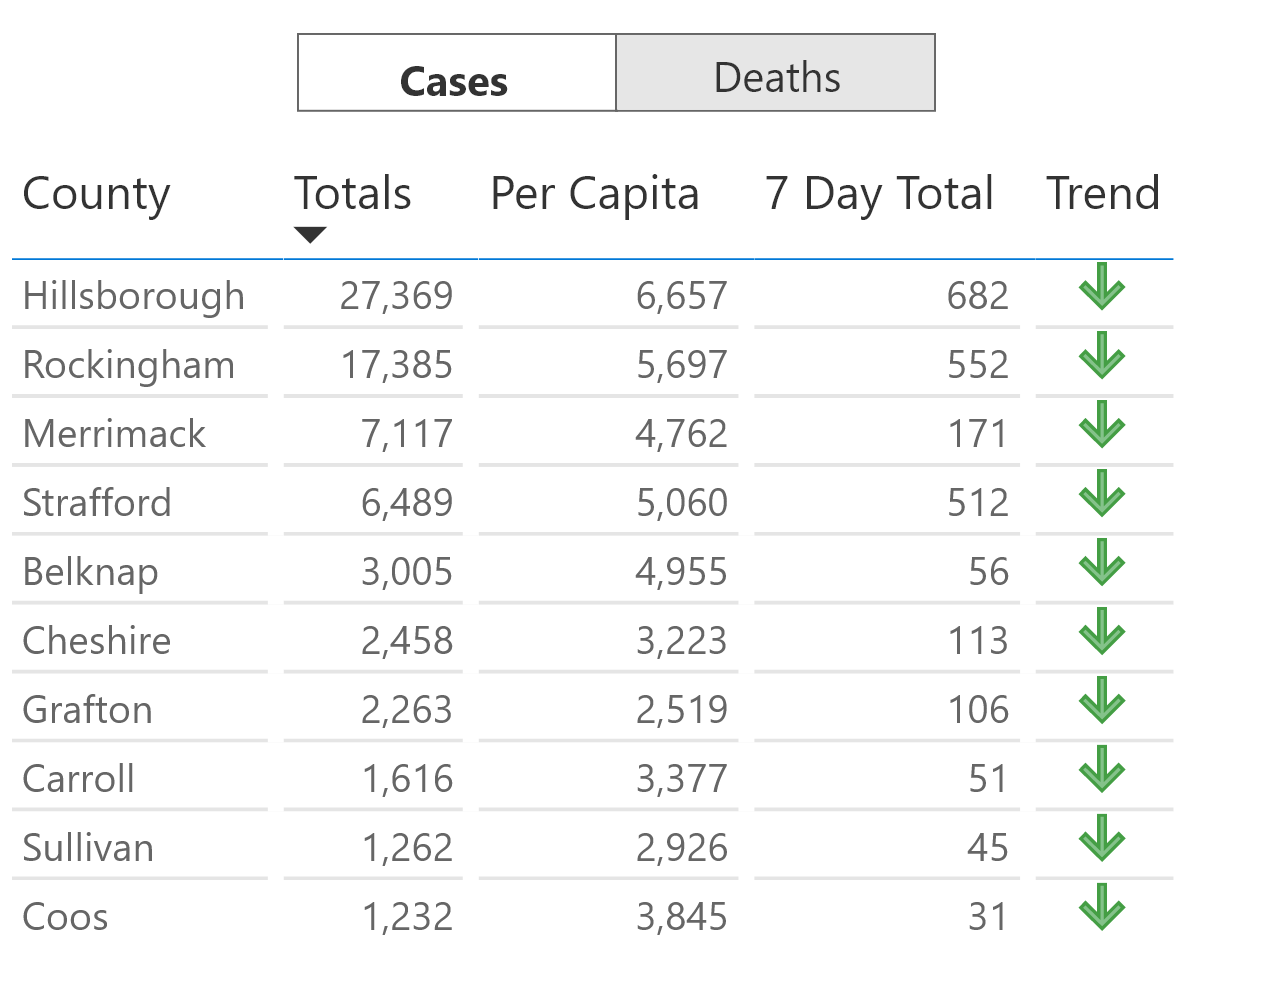 Cases Deaths
County Totals Per Capita 7 Day Total Trend
Hillsborough 27,369 6,657 682
Rockingham 17,385 5,697 552
Merrimack 7,117 4,762 171
Strafford 6,489 5,060 512
Belknap 3,005 4,955 56
Cheshire 2,458 3,223 113
Grafton 2,263 2,519 106
Carroll 1,616 3,377 51
Sullivan 1,262 2,926 45
Coos 1,232 3,845 31